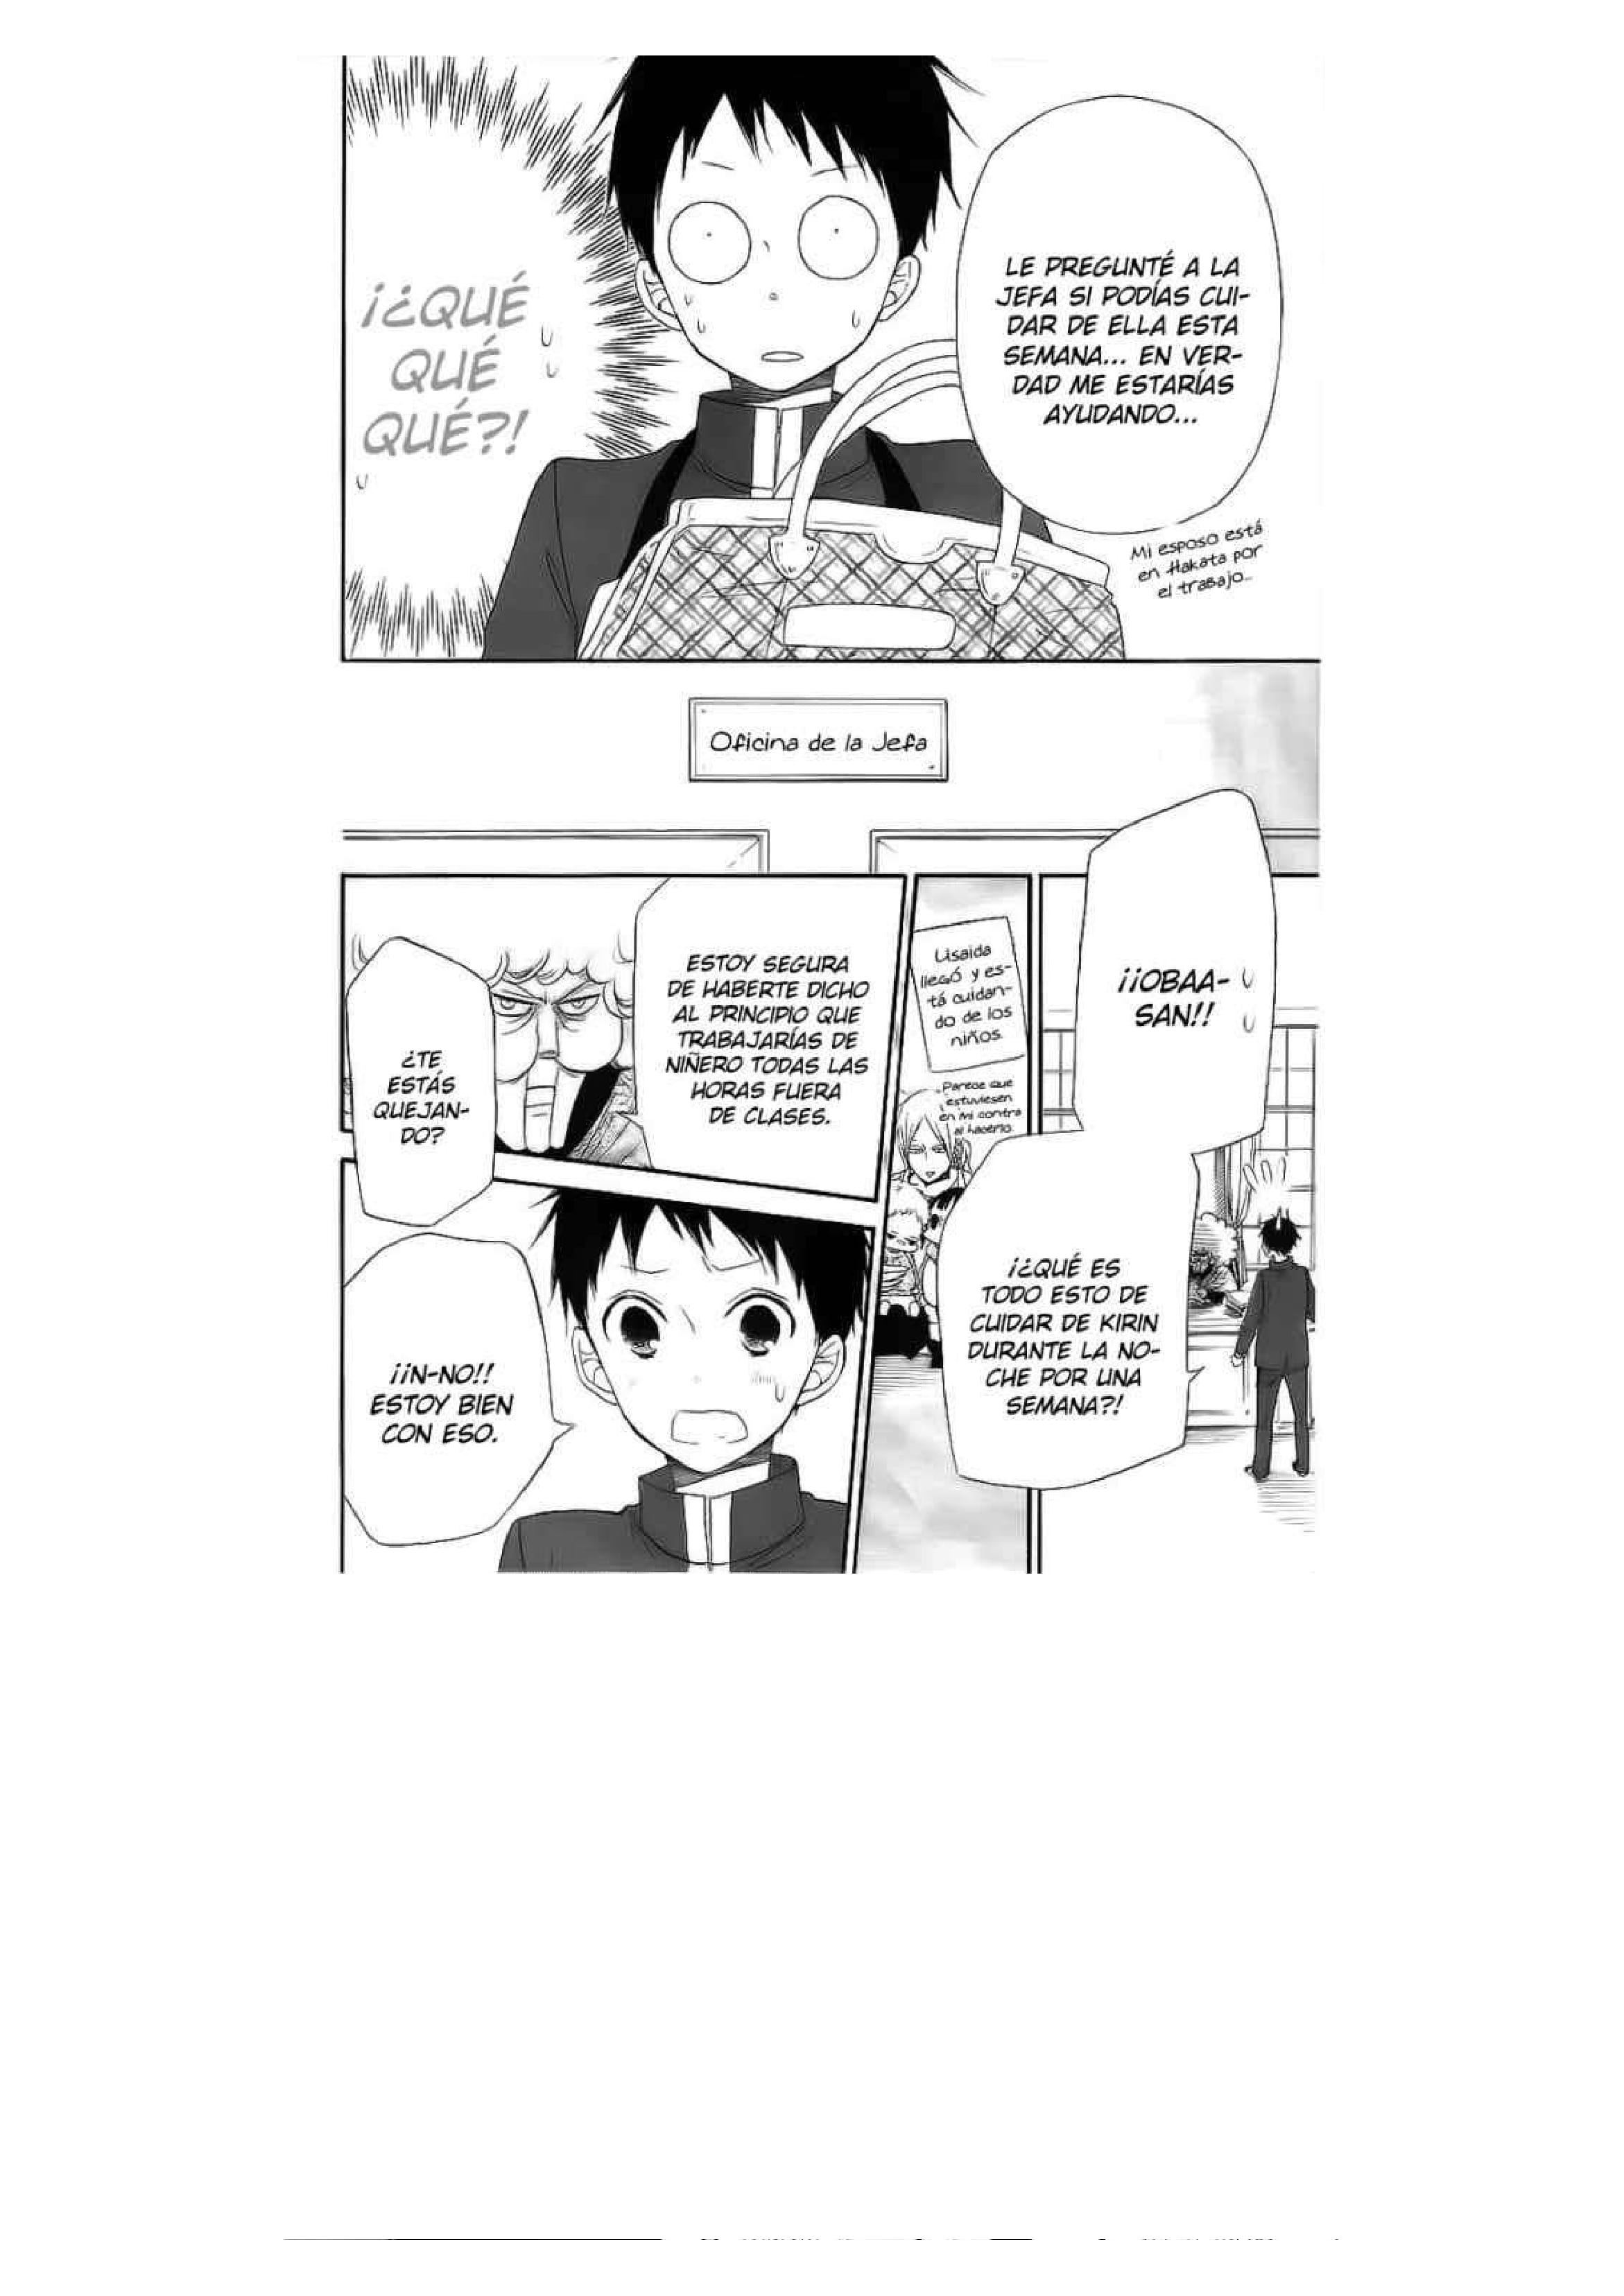 LE PREGUNTÉ A LA
JEFA SI PODÍAS CUI-
DAR DE ELLA ESTA
SEMANA... EN VER-
DAD ME ESTARÍAS
AYUDANDO...
Mi esposo está
en Hakata por
el trabajo...
¡¿QUÉ
QUÉ
QUÉ?!
Oficina de la Jefa
¡¡OBAA-
SAN!!
¡¿QUÉ ES
TODO ESTO DE
CUIDAR DE KIRIN
DURANTE LA NO-
CHE POR UNA
SEMANA?!
Usaida
llegó y es-
tá cuidan-
do de los
niños.
Parece que
estuviesen
en mi contra
al hacerlo.
ESTOY SEGURA
DE HABERTE DICHO
AL PRINCIPIO QUE
TRABAJARÍAS DE
NIÑERO TODAS LAS
HORAS FUERA
DE CLASES.
¿TE
ESTÁS
QUEJAN-
DO?
¡¡N-NO!!
ESTOY BIEN
CON ESO.